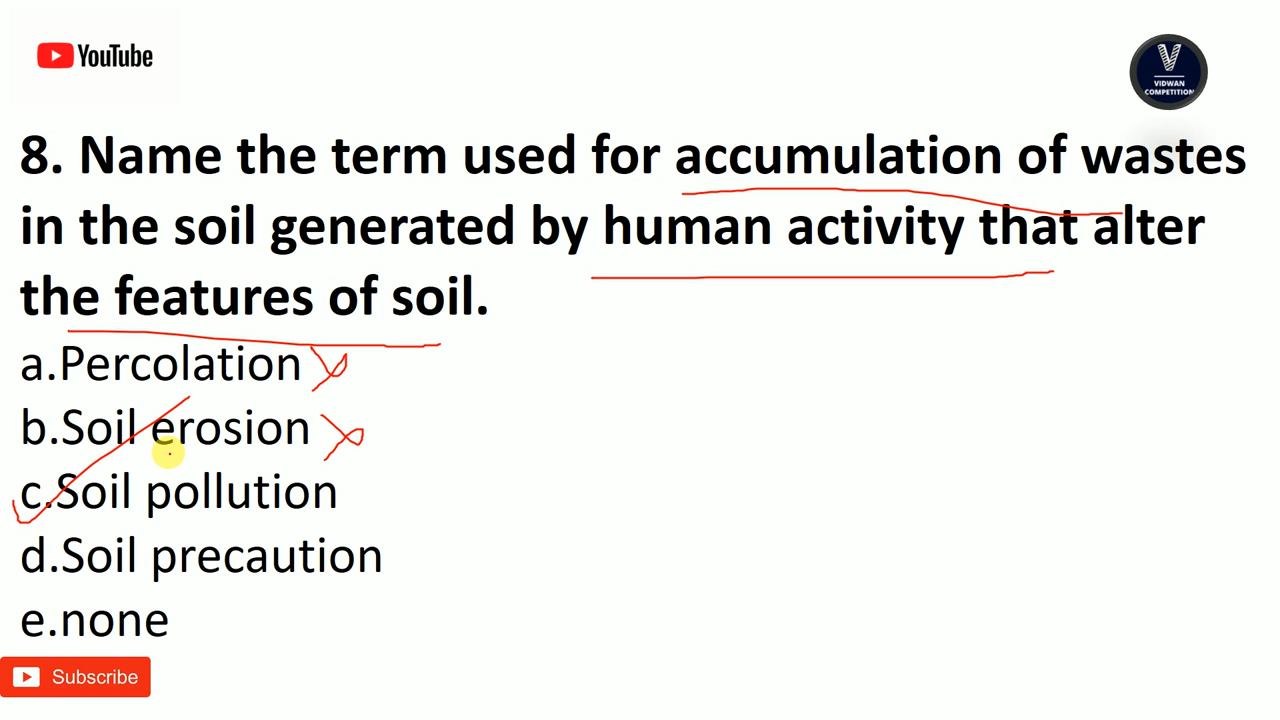 YouTube
V
VIDWAN
COMPETITION
8. Name the term used for accumulation of wastes
in the soil generated by human activity that alter
the features of soil.
a.Percolation
b.Soil erosion
c.Soil pollution
d.Soil precaution
e.none
Subscribe